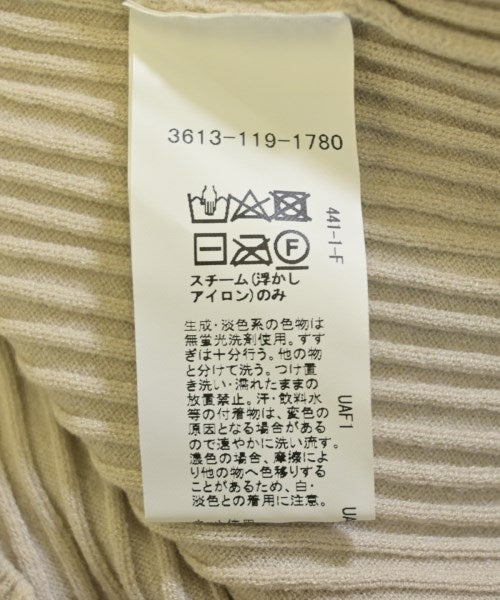 3613-119-1780
441-1-F
F
スチーム(浮かし
アイロン)のみ
生成・淡色系の色物は
無蛍光洗剤使用。すす
ぎは十分行う。他の物
と分けて洗う。つけ置
き洗い・濡れたままの
放置禁止。汗・飲料水
等の付着物は、変色の
原因となる場合がある
ので速やかに洗い流す。
濃色の場合、摩擦によ
り他の物へ色移りする
ことがあるため、白・
淡色との着用に注意。
UAF1